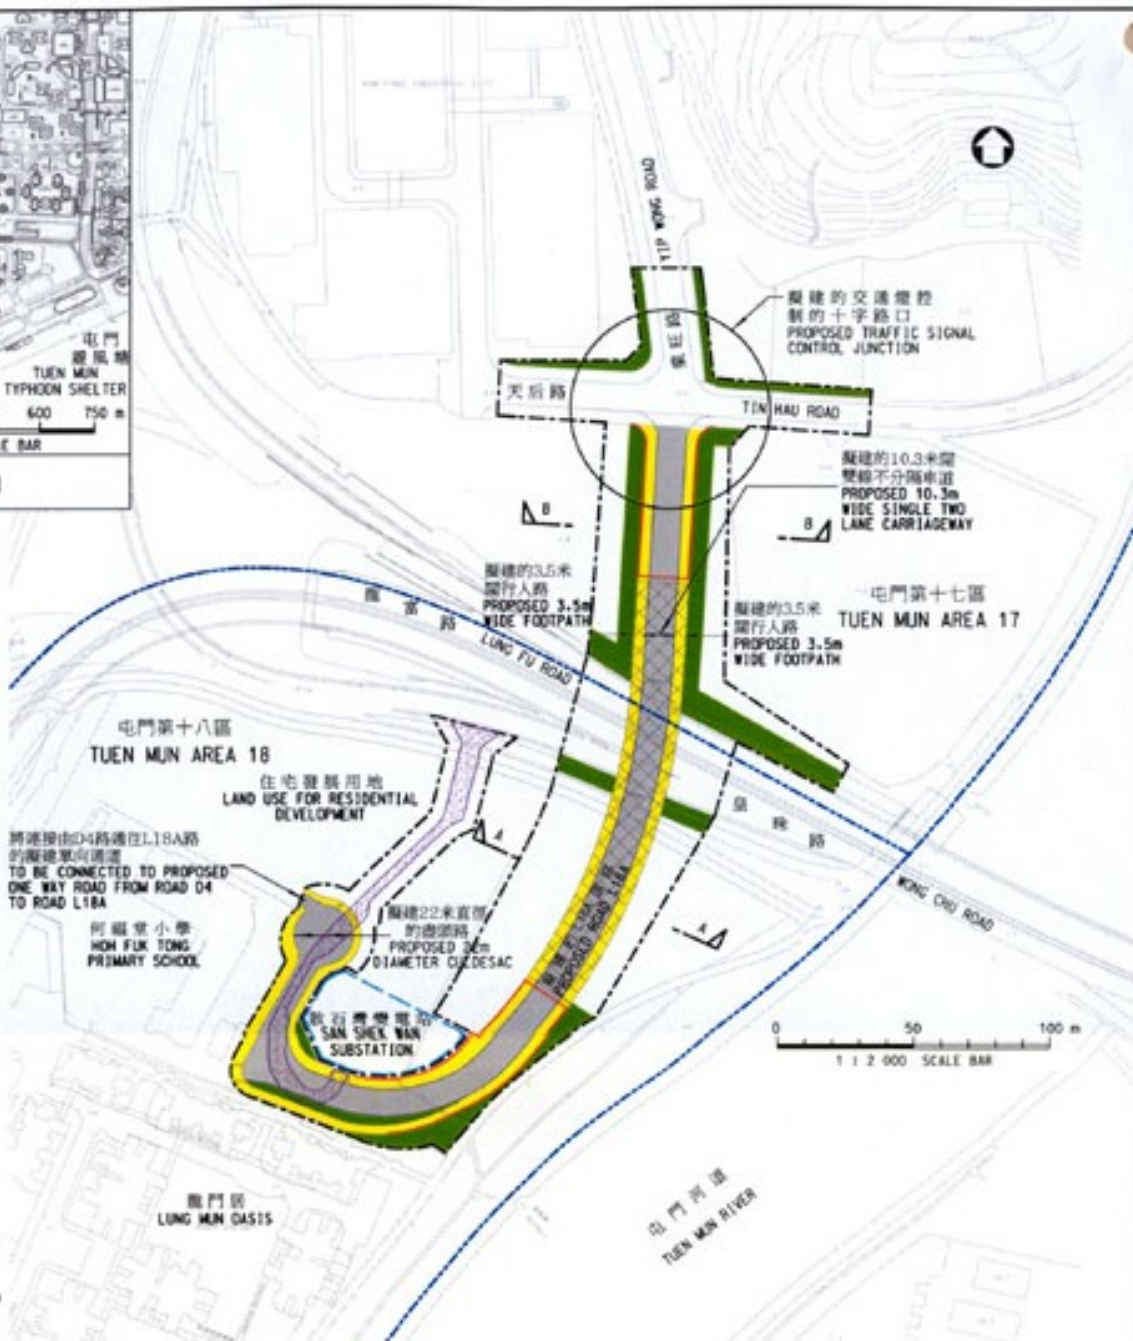 屯門
避風塘
TUEN MUN
TYPHOON SHELTER
600 750 m
E BAR
YIP WONG ROAD
業旺路
擬建的交通燈控
制的十字路口
PROPOSED TRAFFIC SIGNAL
CONTROL JUNCTION
天后路
TIN HAU ROAD
擬建的10.3米闊
雙線不分隔車道
PROPOSED 10.3m
WIDE SINGLE TWO
LANE CARRIAGEWAY
B
B
擬建的3.5米
闊行人路
PROPOSED 3.5m
WIDE FOOTPATH
屯門第十七區
TUEN MUN AREA 17
擬建的3.5米
闊行人路
PROPOSED 3.5m
WIDE FOOTPATH
龍富路
LUNG FU ROAD
屯門第十八區
TUEN MUN AREA 18
住宅發展用地
LAND USE FOR RESIDENTIAL
DEVELOPMENT
皇珠路
WONG CHU ROAD
A
A
將連接由D4路通往L18A路
的擬建單向通道
TO BE CONNECTED TO PROPOSED
ONE WAY ROAD FROM ROAD D4
TO ROAD L18A
何福堂小學
HOH FUK TONG
PRIMARY SCHOOL
擬建22米直徑
的盡頭路
PROPOSED 22m
DIAMETER CULDESAC
PROPOSED ROAD L18A
SAN SHEK WAN
SUBSTATION
0 50 100 m
1 : 2 000 SCALE BAR
龍門居
LUNG MUN OASIS
屯門河道
TUEN MUN RIVER